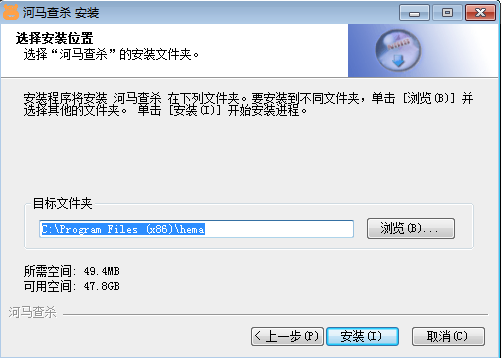 河马查杀 安装
选择安装位置
选择“河马查杀”的安装文件夹。
安装程序将安装 河马查杀 在下列文件夹。要安装到不同文件夹，单击 [浏览(B)] 并
选择其他的文件夹。 单击 [安装(I)] 开始安装进程。
目标文件夹
C:\Program Files (x86)\hema
浏览(B)...
所需空间: 49.4MB
可用空间: 47.8GB
河马查杀
< 上一步(P)
安装(I)
取消(C)